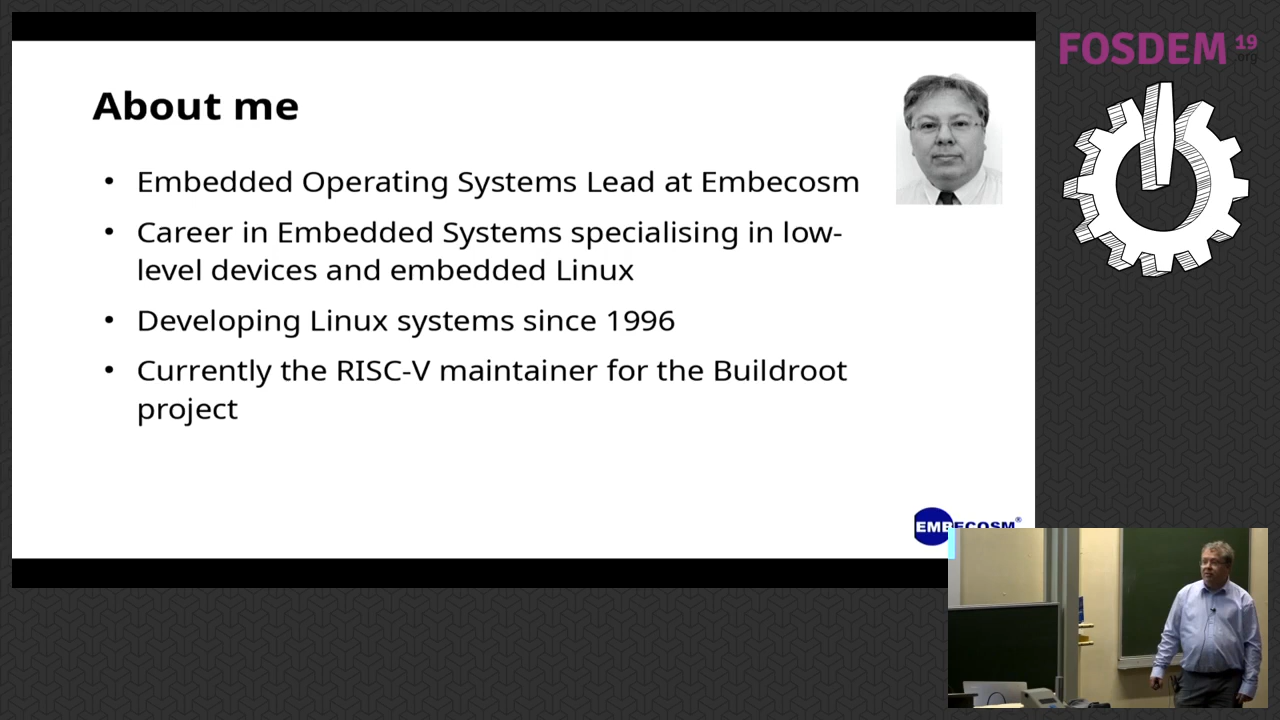 FOSDEM 19
.org
About me
• Embedded Operating Systems Lead at Embecosm
• Career in Embedded Systems specialising in low-
level devices and embedded Linux
• Developing Linux systems since 1996
• Currently the RISC-V maintainer for the Buildroot
project
EMBECOSM®